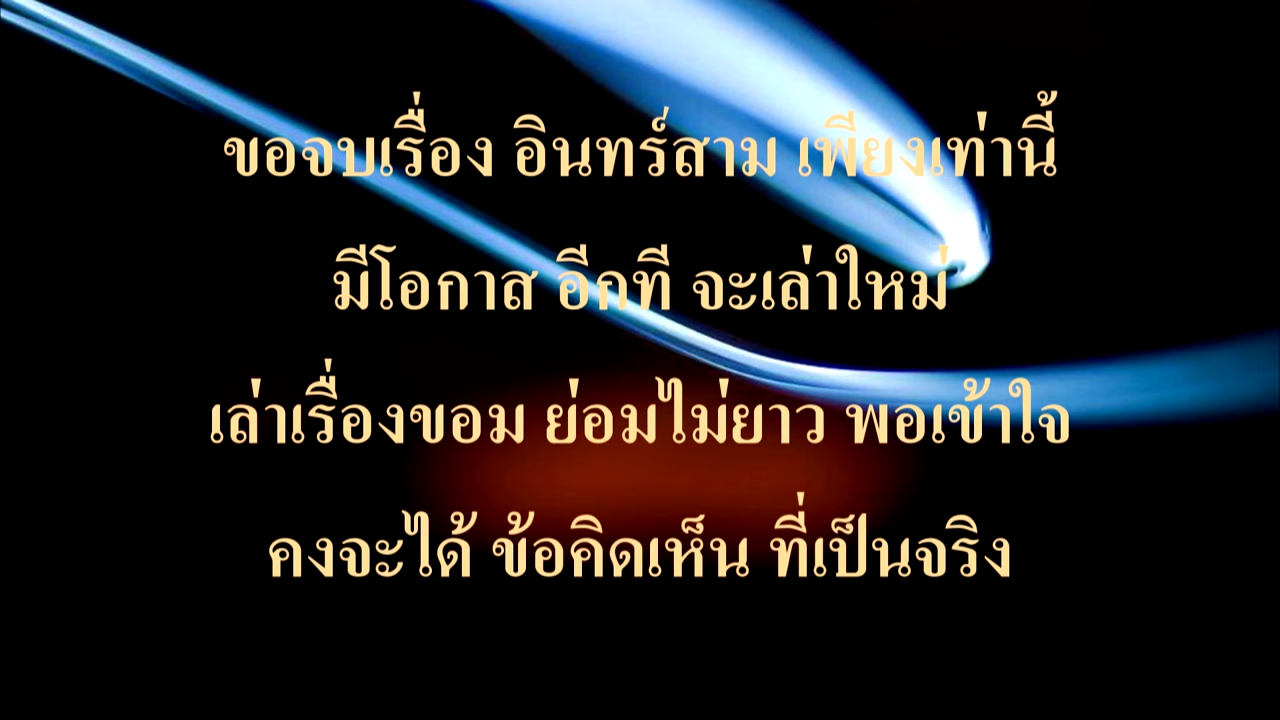 ขอจบเรื่อง อินทร์สาม เพียงเท่านี้
มีโอกาส อีกที จะเล่าใหม่
เล่าเรื่องขอม ย่อมไม่ยาว พอเข้าใจ
คงจะได้ ข้อคิดเห็น ที่เป็นจริง